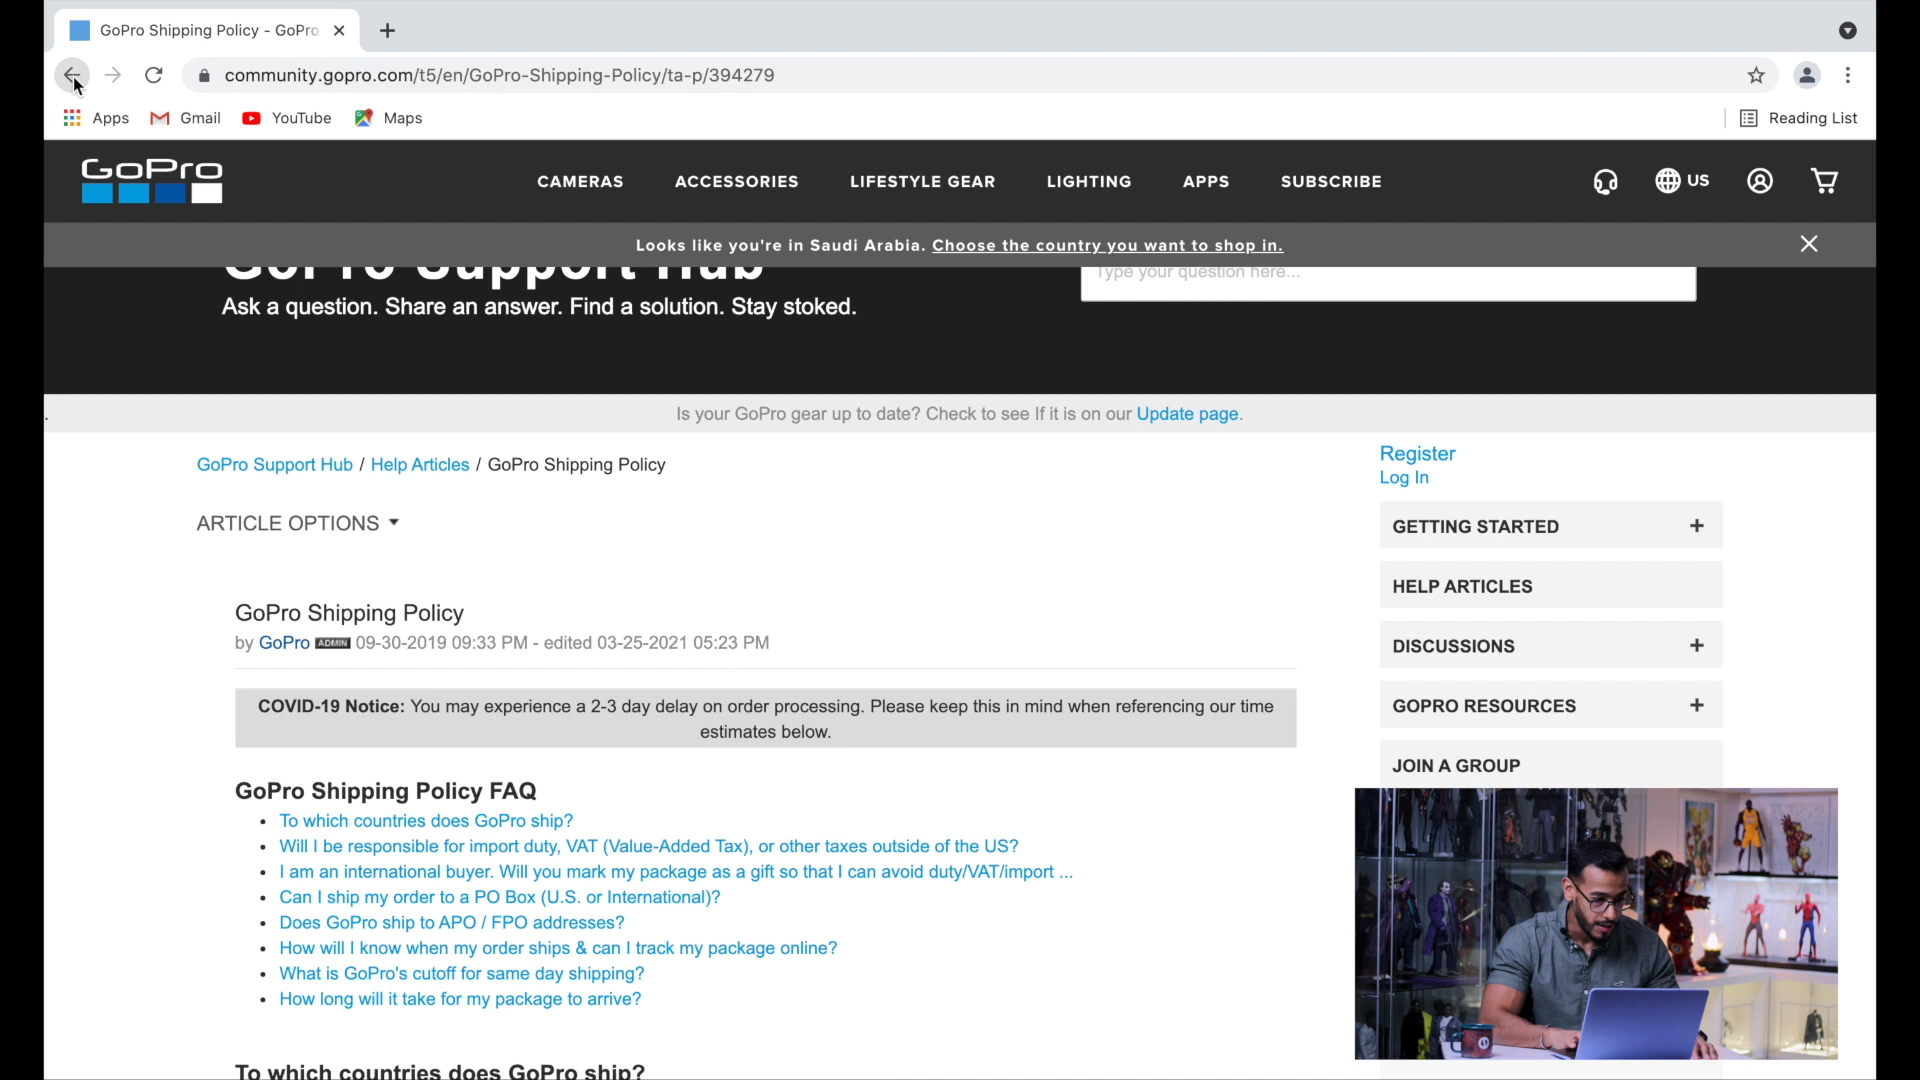 GoPro Shipping Policy - GoPro
community.gopro.com/t5/en/GoPro-Shipping-Policy/ta-p/394279
Apps Gmail YouTube Maps Reading List
GoPro CAMERAS ACCESSORIES LIFESTYLE GEAR LIGHTING APPS SUBSCRIBE US
Looks like you're in Saudi Arabia. Choose the country you want to shop in.
GoPro Support Hub
Type your question here...
Ask a question. Share an answer. Find a solution. Stay stoked.
. Is your GoPro gear up to date? Check to see If it is on our Update page.
GoPro Support Hub / Help Articles / GoPro Shipping Policy
Register
Log In
ARTICLE OPTIONS
GoPro Shipping Policy
by GoPro ADMIN 09-30-2019 09:33 PM - edited 03-25-2021 05:23 PM
COVID-19 Notice: You may experience a 2-3 day delay on order processing. Please keep this in mind when referencing our time
estimates below.
GoPro Shipping Policy FAQ
• To which countries does GoPro ship?
• Will I be responsible for import duty, VAT (Value-Added Tax), or other taxes outside of the US?
• I am an international buyer. Will you mark my package as a gift so that I can avoid duty/VAT/import ...
• Can I ship my order to a PO Box (U.S. or International)?
• Does GoPro ship to APO / FPO addresses?
• How will I know when my order ships & can I track my package online?
• What is GoPro's cutoff for same day shipping?
• How long will it take for my package to arrive?
To which countries does GoPro ship?
GETTING STARTED +
HELP ARTICLES
DISCUSSIONS +
GOPRO RESOURCES +
JOIN A GROUP